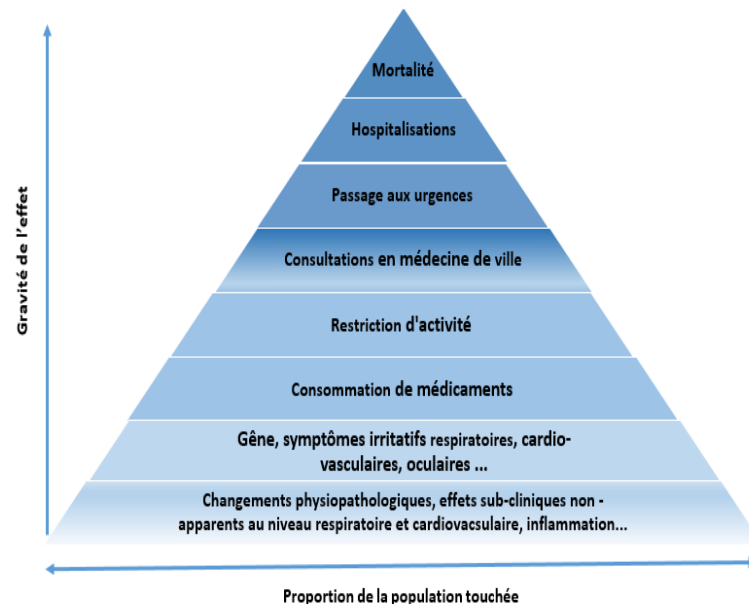 Mortalité
Hospitalisations
Passage aux urgences
Consultations en médecine de ville
Restriction d'activité
Consommation de médicaments
Gêne, symptômes irritatifs respiratoires, cardio-
vasculaires, oculaires ...
Changements physiopathologiques, effets sub-cliniques non -
apparents au niveau respiratoire et cardiovasculaire, inflammation...
Gravité de l'effet
Proportion de la population touchée